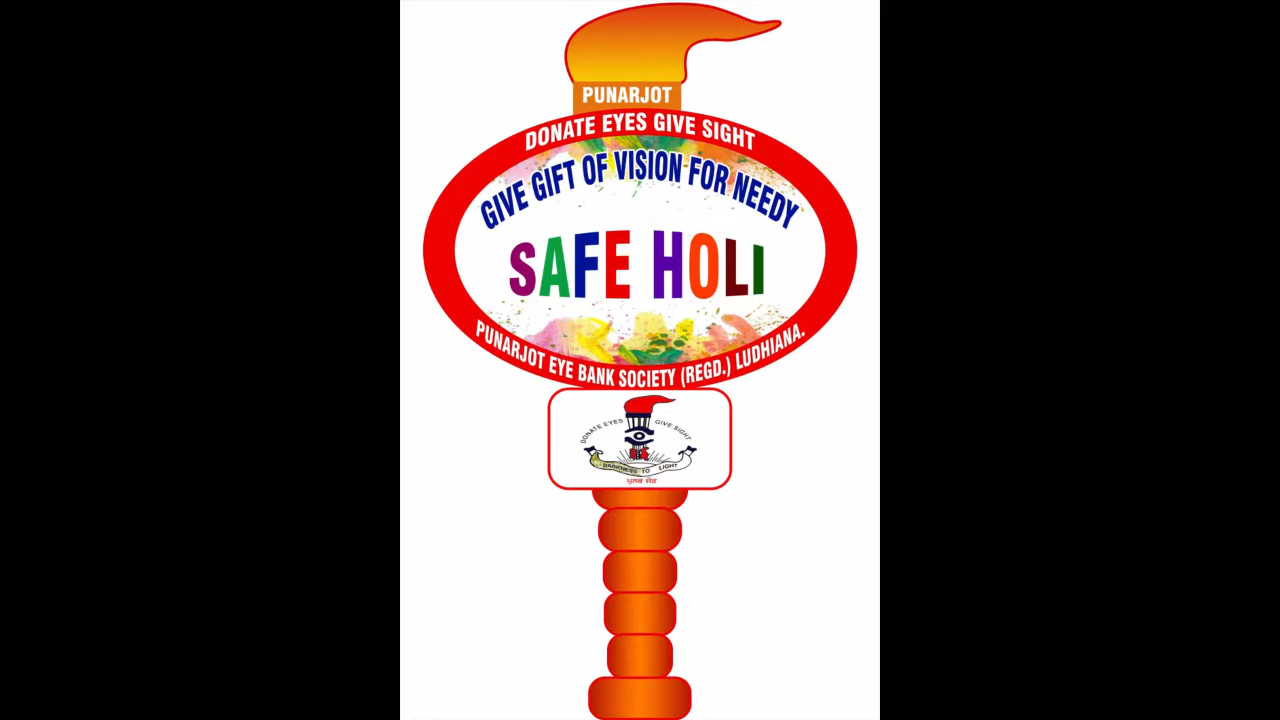 PUNARJOT
DONATE EYES GIVE SIGHT
GIVE GIFT OF VISION FOR NEEDY
SAFE HOLI
PUNARJOT EYE BANK SOCIETY (REGD.) LUDHIANA.
DONATE EYES GIVE SIGHT
DARKNESS TO LIGHT
ਪੁਨਰ ਜੋਤ